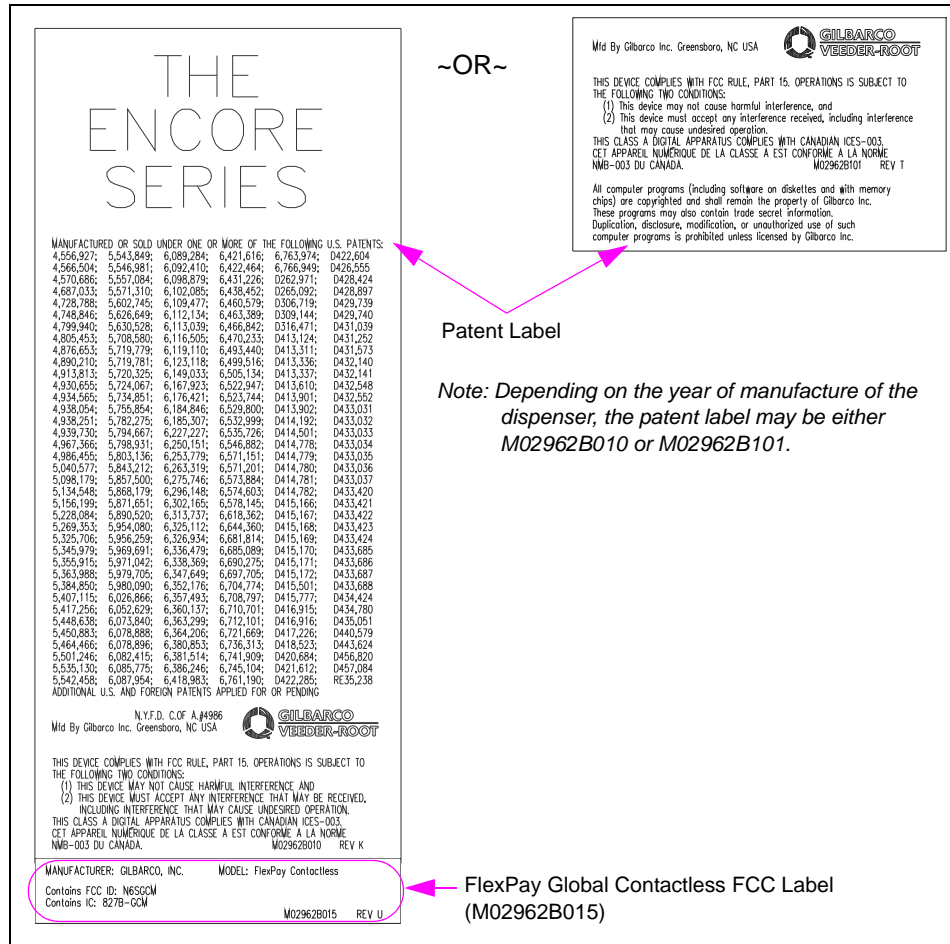 THE
ENCORE
SERIES
MANUFACTURED OR SOLD UNDER ONE OR MORE OF THE FOLLOWING U.S. PATENTS:
4,556,927; 5,543,849; 6,089,284; 6,421,616; 6,763,974; D422,604
4,566,504; 5,546,981; 6,092,410; 6,422,464; 6,766,949; D426,555
4,570,686; 5,557,084; 6,098,879; 6,431,226; D262,971; D428,424
4,687,033; 5,571,310; 6,102,085; 6,438,452; D265,092; D428,897
4,728,788; 5,602,745; 6,109,477; 6,460,579; D306,719; D429,739
4,748,846; 5,626,649; 6,112,134; 6,463,389; D309,144; D429,740
4,799,940; 5,630,528; 6,113,039; 6,466,842; D316,471; D431,039
4,805,453; 5,708,580; 6,116,505; 6,470,233; D413,124; D431,252
4,876,653; 5,719,779; 6,119,110; 6,493,440; D413,311; D431,573
4,890,210; 5,719,781; 6,123,118; 6,499,516; D413,336; D432,140
4,913,813; 5,720,325; 6,149,033; 6,505,134; D413,337; D432,141
4,930,655; 5,724,067; 6,167,923; 6,522,947; D413,610; D432,548
4,934,565; 5,734,851; 6,176,421; 6,523,744; D413,901; D432,552
4,938,054; 5,755,854; 6,184,846; 6,529,800; D413,902; D433,031
4,938,251; 5,782,275; 6,185,307; 6,532,999; D414,192; D433,032
4,939,730; 5,794,667; 6,227,227; 6,535,726; D414,501; D433,033
4,967,366; 5,798,931; 6,250,151; 6,546,882; D414,778; D433,034
4,986,455; 5,803,136; 6,253,779; 6,571,151; D414,779; D433,035
5,040,577; 5,843,212; 6,263,319; 6,571,201; D414,780; D433,036
5,098,179; 5,857,500; 6,275,746; 6,573,884; D414,781; D433,037
5,134,548; 5,868,179; 6,296,148; 6,574,603; D414,782; D433,420
5,156,199; 5,871,651; 6,302,165; 6,578,145; D415,166; D433,421
5,228,084; 5,890,520; 6,313,737; 6,618,362; D415,167; D433,422
5,269,353; 5,954,080; 6,325,112; 6,644,360; D415,168; D433,423
5,325,706; 5,956,259; 6,326,934; 6,681,814; D415,169; D433,424
5,345,979; 5,969,691; 6,336,479; 6,685,089; D415,170; D433,685
5,355,915; 5,971,042; 6,338,369; 6,690,275; D415,171; D433,686
5,363,988; 5,979,705; 6,347,649; 6,697,705; D415,172; D433,687
5,384,850; 5,980,090; 6,352,176; 6,704,774; D415,501; D433,688
5,407,115; 6,026,866; 6,357,493; 6,708,797; D415,777; D434,424
5,417,256; 6,052,629; 6,360,137; 6,710,701; D416,915; D434,780
5,448,638; 6,073,840; 6,363,299; 6,712,101; D416,916; D435,051
5,450,883; 6,078,888; 6,364,206; 6,721,669; D417,226; D440,579
5,464,466; 6,078,896; 6,380,853; 6,736,313; D418,523; D443,624
5,501,246; 6,082,415; 6,381,514; 6,741,909; D420,684; D456,820
5,535,130; 6,085,775; 6,386,246; 6,745,104; D421,612; D457,084
5,542,458; 6,087,954; 6,418,983; 6,761,190; D422,285; RE35,238
ADDITIONAL U.S. AND FOREIGN PATENTS APPLIED FOR OR PENDING
N.Y.F.D. C.OF A.#4986
Mfd By Gilbarco Inc. Greensboro, NC USA
GILBARCO
VEEDER-ROOT
THIS DEVICE COMPLIES WITH FCC RULE, PART 15. OPERATIONS IS SUBJECT TO
THE FOLLOWING TWO CONDITIONS:
(1) THIS DEVICE MAY NOT CAUSE HARMFUL INTERFERENCE AND
(2) THIS DEVICE MUST ACCEPT ANY INTERFERENCE THAT MAY BE RECEIVED,
INCLUDING INTERFERENCE THAT MAY CAUSE UNDESIRED OPERATION.
THIS CLASS A DIGITAL APPARATUS COMPLIES WITH CANADIAN ICES-003.
CET APPAREIL NUMÉRIQUE DE LA CLASSE A EST CONFORME A LA NORME
NMB-003 DU CANADA. M02962B010 REV K
MANUFACTURER: GILBARCO, INC. MODEL: FlexPay Contactless
Contains FCC ID: N6SGCM
Contains IC: 827B-GCM
M02962B015 REV U
~OR~
Mfd By Gilbarco Inc. Greensboro, NC USA
GILBARCO
VEEDER-ROOT
THIS DEVICE COMPLIES WITH FCC RULE, PART 15. OPERATIONS IS SUBJECT TO
THE FOLLOWING TWO CONDITIONS:
(1) This device may not cause harmful interference, and
(2) This device must accept any interference received, including interference
that may cause undesired operation.
THIS CLASS A DIGITAL APPARATUS COMPLIES WITH CANADIAN ICES-003.
CET APPAREIL NUMÉRIQUE DE LA CLASSE A EST CONFORME A LA NORME
NMB-003 DU CANADA. M02962B101 REV T
All computer programs (including software on diskettes and with memory
chips) are copyrighted and shall remain the property of Gilbarco Inc.
These programs may also contain trade secret information.
Duplication, disclosure, modification, or unauthorized use of such
computer programs is prohibited unless licensed by Gilbarco Inc.
Patent Label
Note: Depending on the year of manufacture of the
dispenser, the patent label may be either
M02962B010 or M02962B101.
FlexPay Global Contactless FCC Label
(M02962B015)